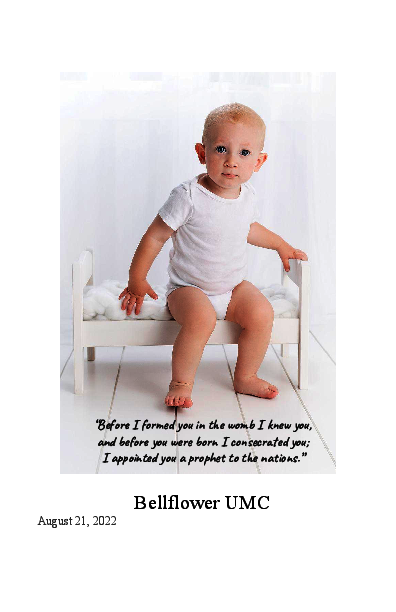 "Before I formed you in the womb I knew you,
and before you were born I consecrated you;
I appointed you a prophet to the nations."
Bellflower UMC
August 21, 2022